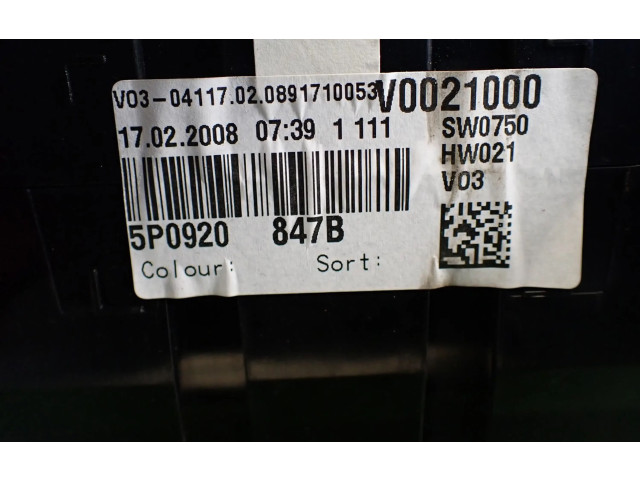 V03-04117.02.0891710053 V0021000
17.02.2008 07:39 1 111 SW0750
HW021
V03
5P0920 847B
Colour: Sort: